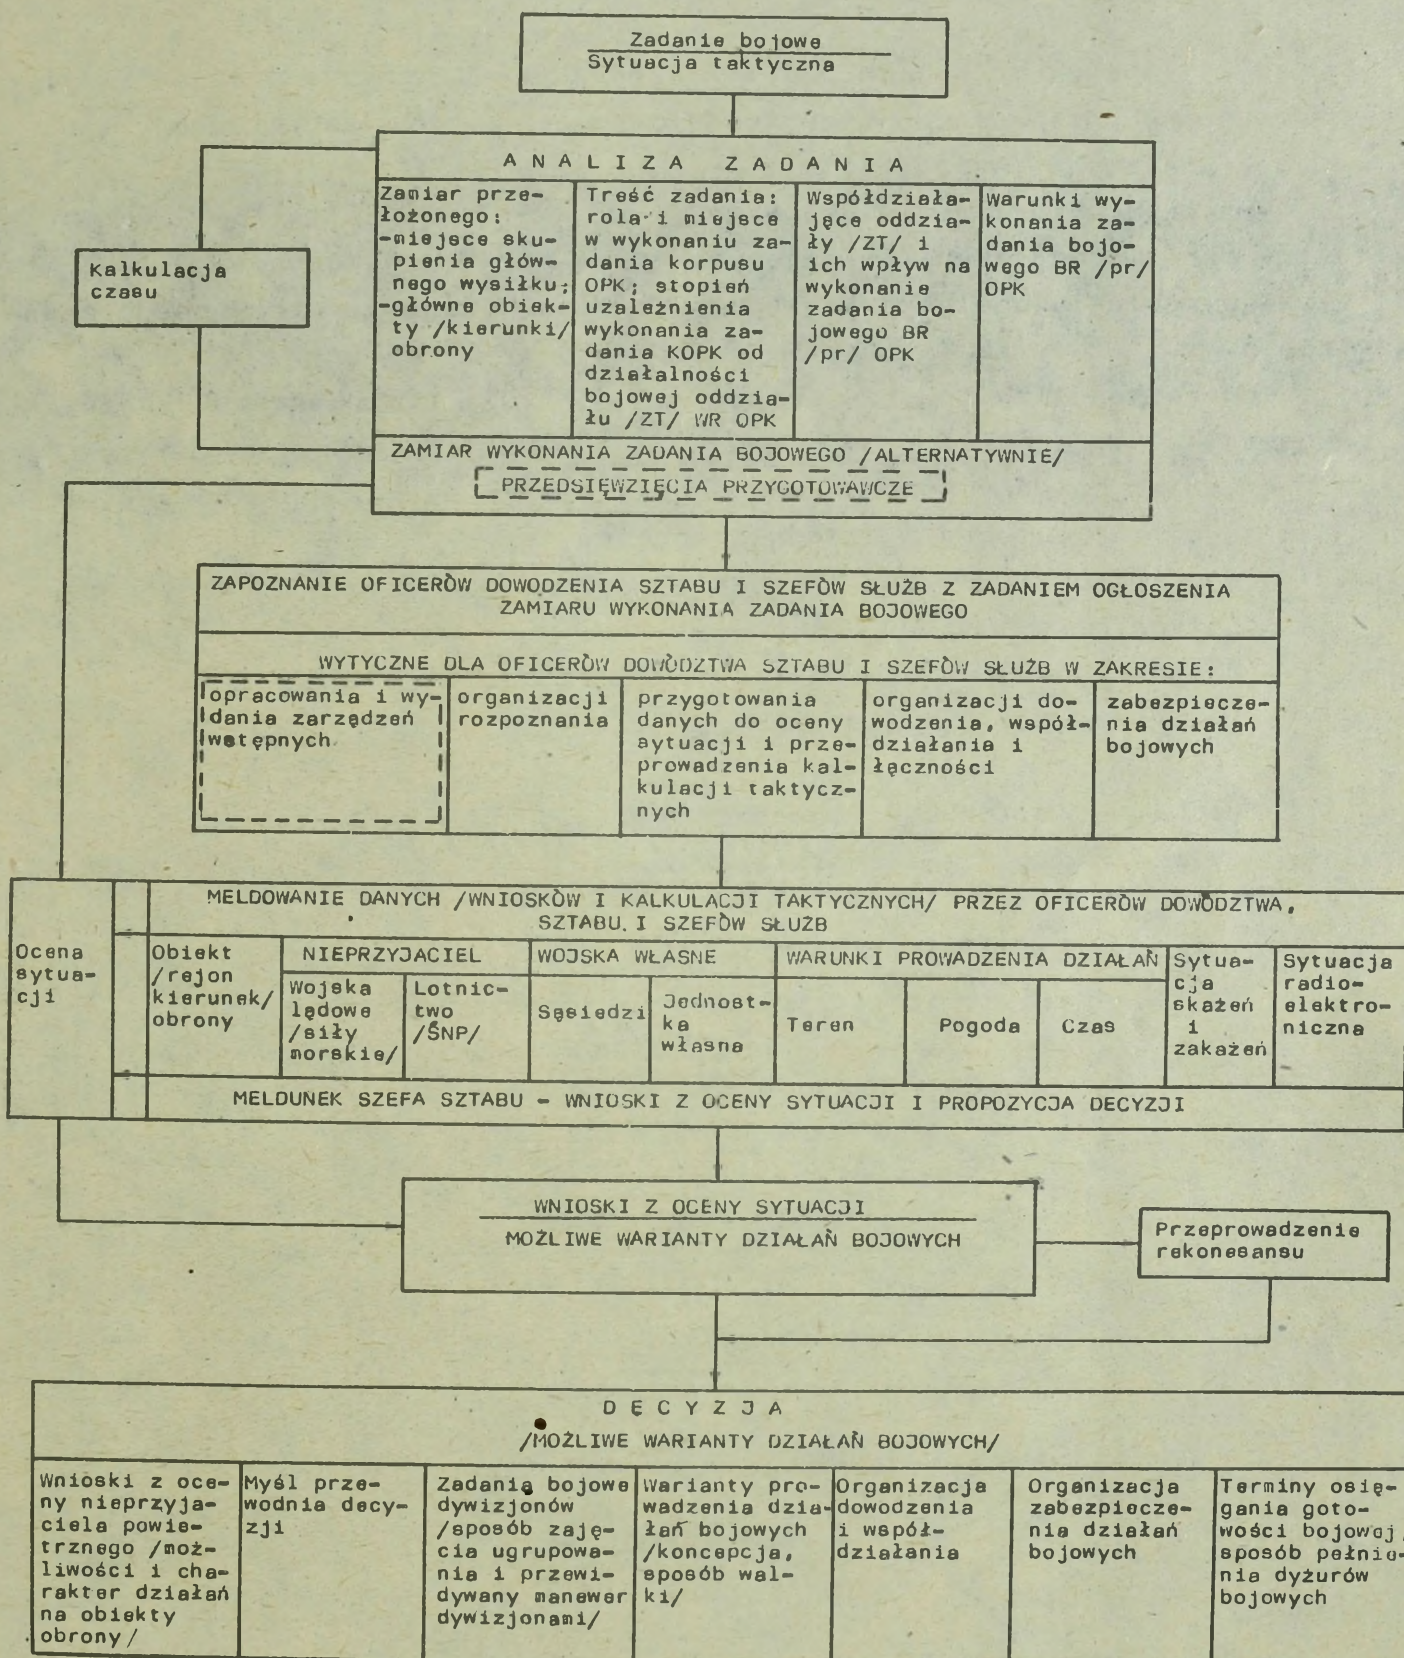 Zadanie bojowe
Sytuacja taktyczna
A N A L I Z A Z A D A N I A
Kalkulacja
czasu
Zamiar prze-
łożonego:
-miejsce sku-
pienia głów-
nego wysiłku;
-główne obiek-
ty /kierunki/
obrony
Treść zadania:
rola i miejsce
w wykonaniu za-
dania korpusu
OPK; stopień
uzależnienia
wykonania za-
dania KOPK od
działalności
bojowej oddzia-
łu /ZT/ WR OPK
Współdziała-
jące oddzia-
ły /ZT/ i
ich wpływ na
wykonanie
zadania bo-
jowego BR
/pr/ OPK
Warunki wy-
konania za-
dania bojo-
wego BR /pr/
OPK
ZAMIAR WYKONANIA ZADANIA BOJOWEGO /ALTERNATYWNIE/
PRZEDSIĘWZIĘCIA PRZYGOTOWAWCZE
ZAPOZNANIE OFICERÓW DOWODZENIA SZTABU I SZEFÓW SŁUŻB Z ZADANIEM OGŁOSZENIA
ZAMIARU WYKONANIA ZADANIA BOJOWEGO
WYTYCZNE DLA OFICERÓW DOWÓDZTWA SZTABU I SZEFÓW SŁUŻB W ZAKRESIE:
opracowania i wy-
dania zarządzeń
wstępnych
organizacji
rozpoznania
przygotowania
danych do oceny
sytuacji i prze-
prowadzenia kal-
kulacji taktycz-
nych
organizacji do-
wodzenia, współ-
działania i
łączności
zabezpiecze-
nia działań
bojowych
Ocena
sytua-
cji
MELDOWANIE DANYCH /WNIOSKÓW I KALKULACJI TAKTYCZNYCH/ PRZEZ OFICERÓW DOWÓDZTWA,
SZTABU, I SZEFÓW SŁUŻB
Obiekt
/rejon
kierunek/
obrony
NIEPRZYJACIEL
Wojska
lądowe
/siły
morskie/
Lotnic-
two
/ŚNP/
WOJSKA WŁASNE
Sąsiedzi
Jednost-
ka
własna
WARUNKI PROWADZENIA DZIAŁAŃ
Teren
Pogoda
Czas
Sytua-
cja
skażeń
i
zakażeń
Sytuacja
radio-
elektro-
niczna
MELDUNEK SZEFA SZTABU - WNIOSKI Z OCENY SYTUACJI I PROPOZYCJA DECYZJI
WNIOSKI Z OCENY SYTUACJI
MOŻLIWE WARIANTY DZIAŁAŃ BOJOWYCH
Przeprowadzenie
rekonesansu
D E C Y Z J A
/MOŻLIWE WARIANTY DZIAŁAŃ BOJOWYCH/
Wnioski z oce-
ny nieprzyja-
ciela powie-
trznego /moż-
liwości i cha-
rakter działań
na obiekty
obrony/
Myśl prze-
wodnia decy-
zji
Zadania bojowe
dywizjonów
/sposób zaję-
cia ugrupowa-
nia i przewi-
dywany manewer
dywizjonami/
Warianty pro-
wadzenia dzia-
łań bojowych
/koncepcja,
sposób wal-
ki/
Organizacja
dowodzenia
i współ-
działania
Organizacja
zabezpiecze-
nia działań
bojowych
Terminy osią-
gania goto-
wości bojowej,
sposób pełnie-
nia dyżurów
bojowych